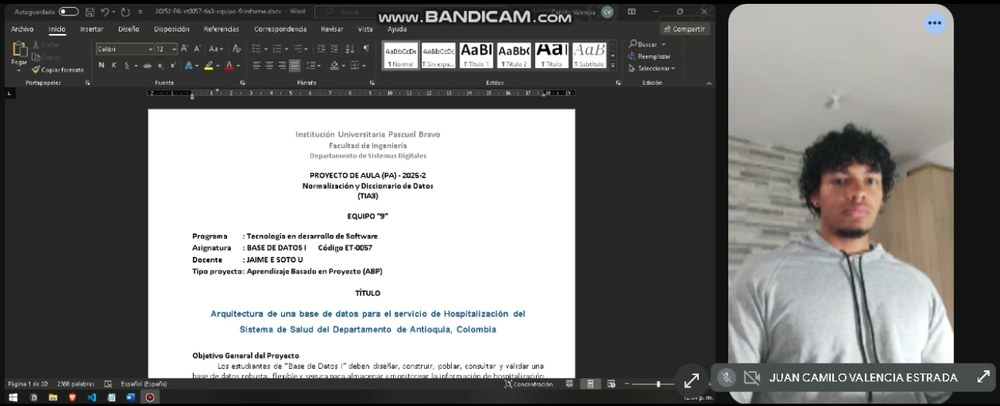 Autoguardado
20252-PA-et0057-tia3-equipo-9-informe.docx - Word
Buscar
Camilo Valencia
CV
www.BANDICAM.com
Archivo Inicio Insertar Diseño Disposición Referencias Correspondencia Revisar Vista Ayuda
Compartir
Pegar
Cortar
Copiar
Copiar formato
Portapapeles
Calibri
12
N K S
Fuente
Párrafo
AaBbCcDc AaBbCcDc AaBl AaBbC AaI AaB
¶ Normal ¶ Sin espa... ¶ Título 1 ¶ Título 2 ¶ Título ¶ Subtítulo
Estilos
Buscar
Reemplazar
Seleccionar
Edición
Institución Universitaria Pascual Bravo
Facultad de Ingeniería
Departamento de Sistemas Digitales
PROYECTO DE AULA (PA) - 2025-2
Normalización y Diccionario de Datos
(TIA3)
EQUIPO "9"
Programa : Tecnología en desarrollo de Software
Asignatura : BASE DE DATOS I Código ET-0057
Docente : JAIME E SOTO U
Tipo proyecto: Aprendizaje Basado en Proyecto (ABP)
TÍTULO
Arquitectura de una base de datos para el servicio de Hospitalización del
Sistema de Salud del Departamento de Antioquia, Colombia
Objetivo General del Proyecto
Los estudiantes de "Base de Datos I" deben diseñar, construir, poblar, consultar y validar una
base de datos robusta, flexible y segura para almacenar y monitorear la información de hospitalización
Página 1 de 20 2388 palabras Español (España)
Concentración
JUAN CAMILO VALENCIA ESTRADA
p. m.